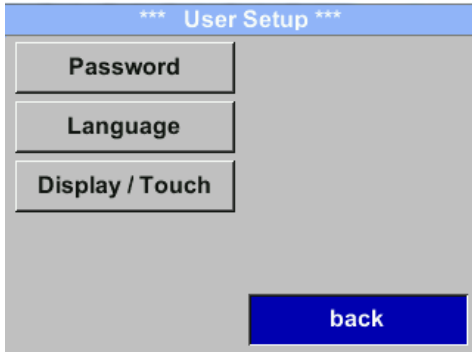 *** User Setup ***
Password
Language
Display / Touch
back